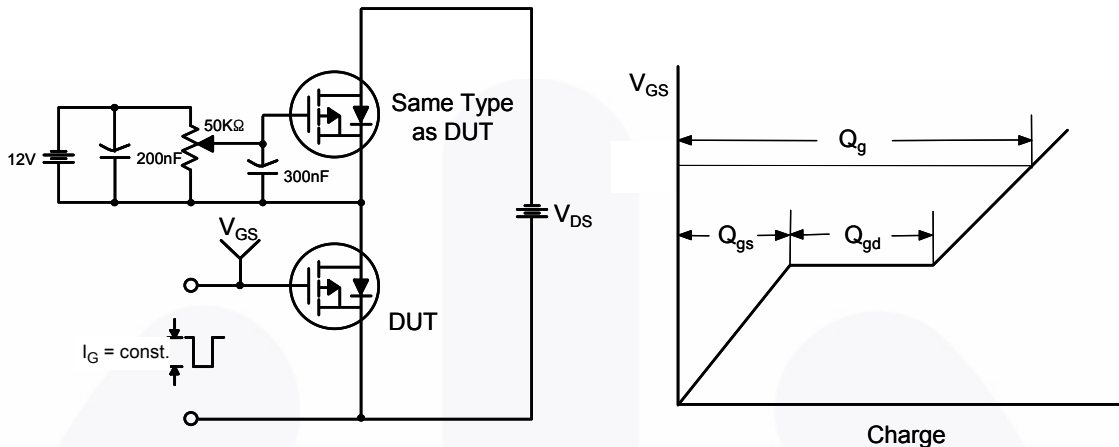 12V
200nF
50KΩ
300nF
Same Type
as DUT
V_DS
V_GS
DUT
I_G = const.
V_GS
Q_g
Q_gs
Q_gd
Charge